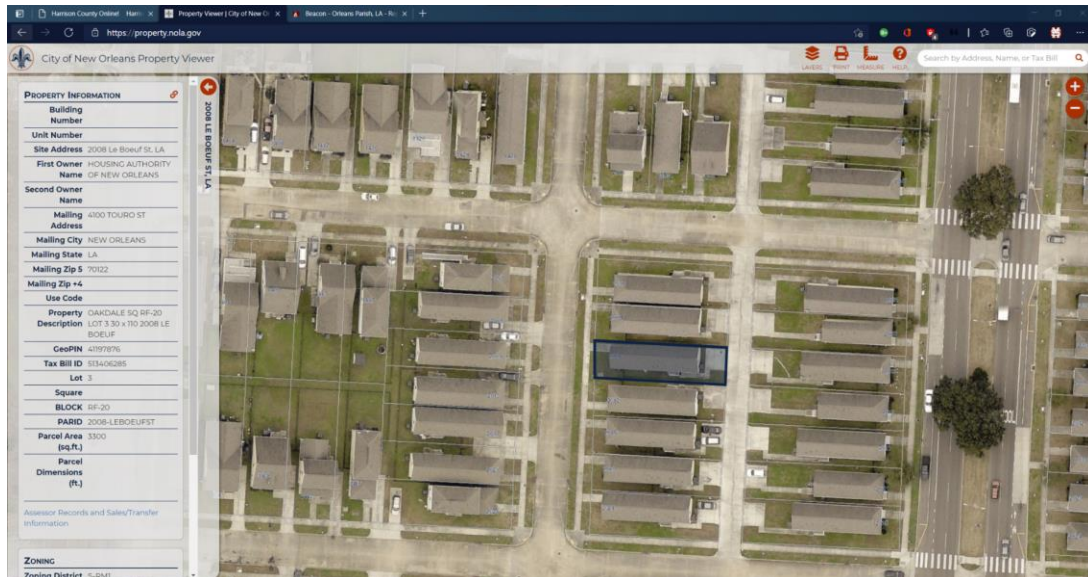 Harrison County Online! Harri
Property Viewer | City of New Or
Beacon - Orleans Parish, LA - Re
https://property.nola.gov
City of New Orleans Property Viewer
LAYERS
PRINT
MEASURE
HELP
Search by Address, Name, or Tax Bill
2008 LE BOEUF ST, LA
PROPERTY INFORMATION
Building
Number
Unit Number
Site Address 2008 Le Boeuf St, LA
First Owner HOUSING AUTHORITY
Name OF NEW ORLEANS
Second Owner
Name
Mailing 4100 TOURO ST
Address
Mailing City NEW ORLEANS
Mailing State LA
Mailing Zip 5 70122
Mailing Zip +4
Use Code
Property OAKDALE SQ RF-20
Description LOT 3 30 x 110 2008 LE
BOEUF
GeoPIN 41197876
Tax Bill ID 513406285
Lot 3
Square
BLOCK RF-20
PARID 2008-LEBOEUFST
Parcel Area 3300
(sq.ft.)
Parcel
Dimensions
(ft.)
Assessor Records and Sales/Transfer
Information
ZONING
Zoning District S-RM1